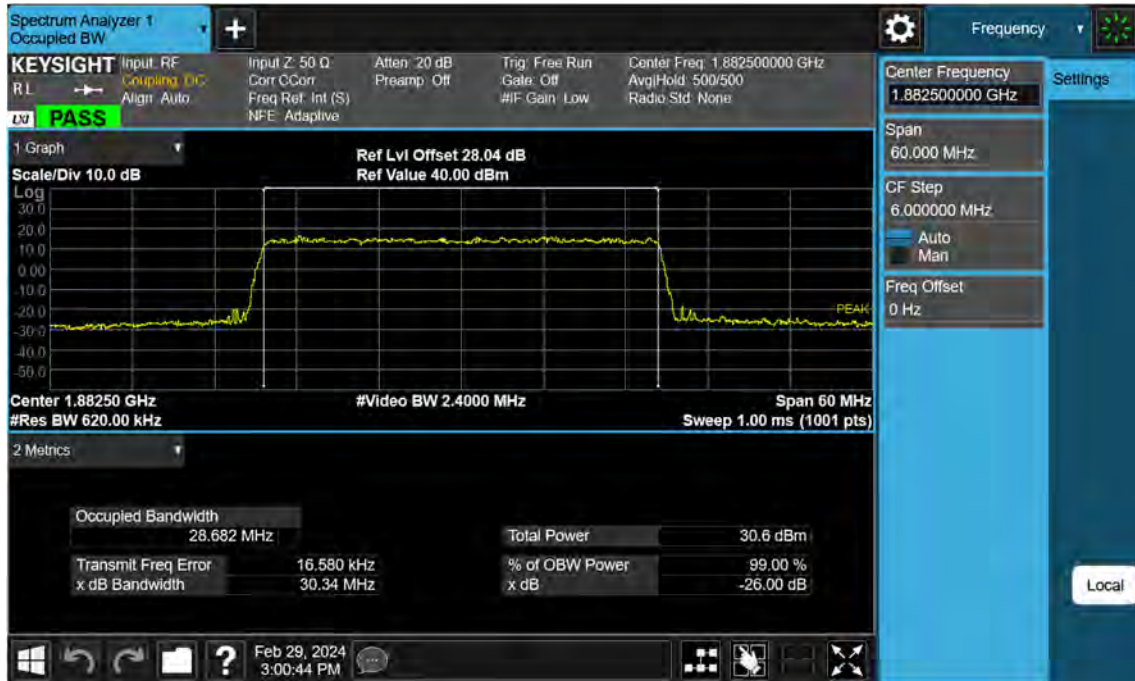 Spectrum Analyzer 1
Occupied BW
+
Frequency
KEYSIGHT
RL
LXI
PASS
Input: RF
Coupling: DC
Align: Auto
Input Z: 50 Ω
Corr CCorr
Freq Ref: Int (S)
NFE: Adaptive
Atten: 20 dB
Preamp: Off
Trig: Free Run
Gate: Off
#IF Gain: Low
Center Freq: 1.882500000 GHz
Avg|Hold: 500/500
Radio Std: None
1 Graph
Scale/Div 10.0 dB
Ref Lvl Offset 28.04 dB
Ref Value 40.00 dBm
Log
30.0
20.0
10.0
0.00
-10.0
-20.0
-30.0
-40.0
-50.0
PEAK
Center 1.88250 GHz
#Res BW 620.00 kHz
#Video BW 2.4000 MHz
Span 60 MHz
Sweep 1.00 ms (1001 pts)
2 Metrics
Occupied Bandwidth
28.682 MHz
Transmit Freq Error 16.580 kHz
x dB Bandwidth 30.34 MHz
Total Power 30.6 dBm
% of OBW Power 99.00 %
x dB -26.00 dB
Center Frequency
1.882500000 GHz
Span
60.000 MHz
CF Step
6.000000 MHz
Auto
Man
Freq Offset
0 Hz
Settings
Local
?
Feb 29, 2024
3:00:44 PM